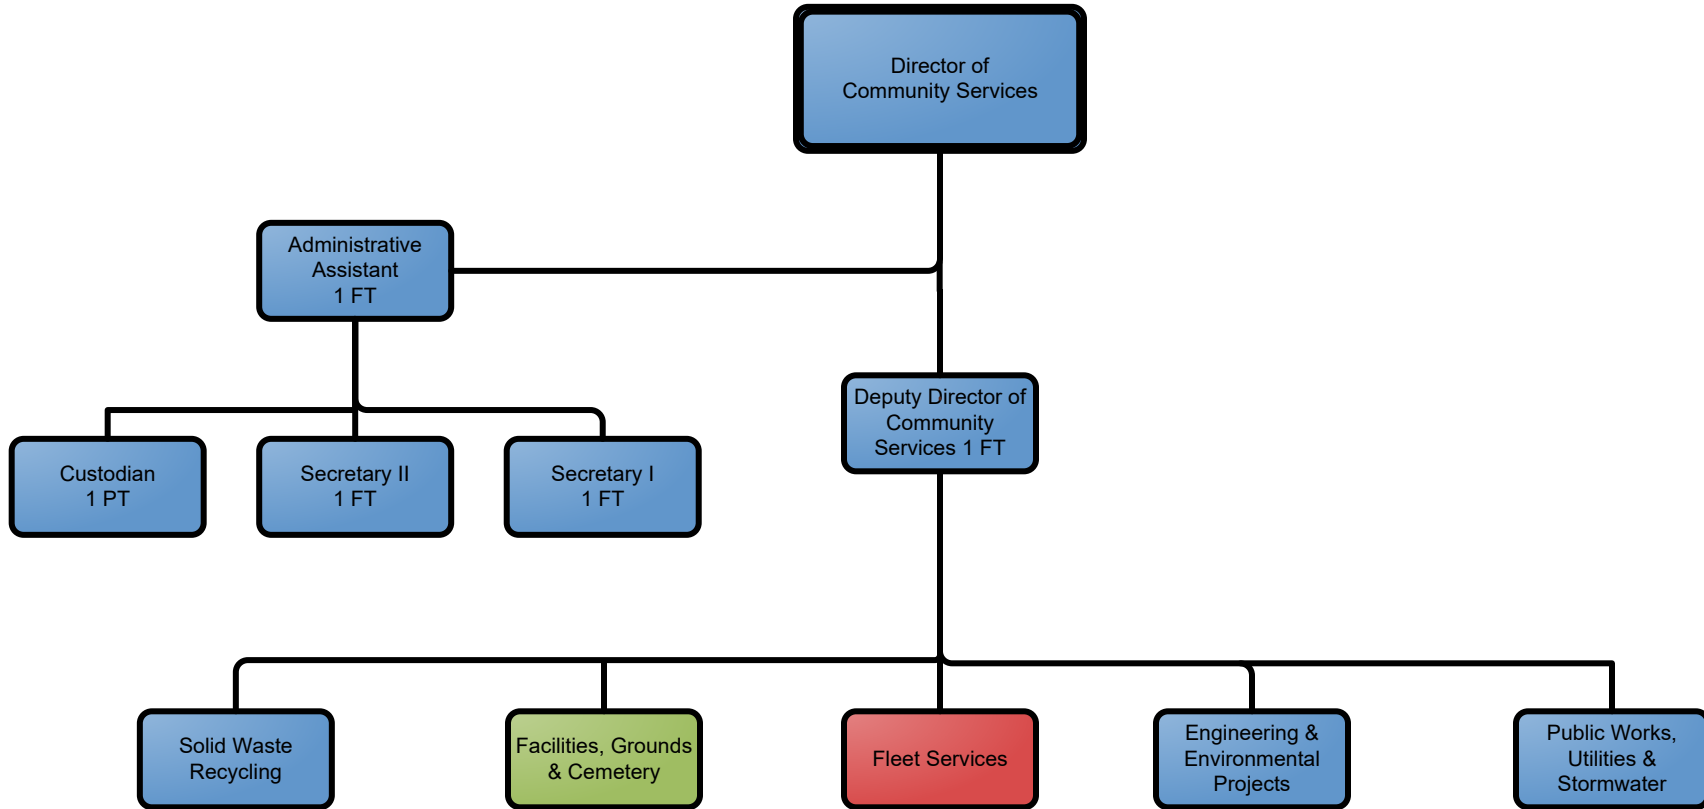 Director of
Community Services
Administrative
Assistant
1 FT
Deputy Director of
Community
Services 1 FT
Custodian
1 PT
Secretary II
1 FT
Secretary I
1 FT
Solid Waste
Recycling
Facilities, Grounds
& Cemetery
Fleet Services
Engineering &
Environmental
Projects
Public Works,
Utilities &
Stormwater